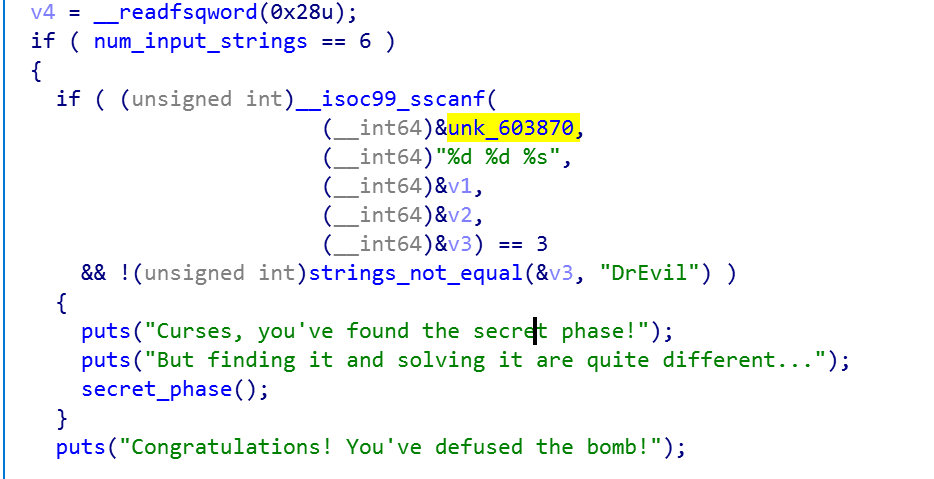 v4 = __readfsqword(0x28u);
if ( num_input_strings == 6 )
{
if ( (unsigned int)__isoc99_sscanf(
(__int64)&unk_603870,
(__int64)"%d %d %s",
(__int64)&v1,
(__int64)&v2,
(__int64)&v3) == 3
&& !(unsigned int)strings_not_equal(&v3, "DrEvil") )
{
puts("Curses, you've found the secret phase!");
puts("But finding it and solving it are quite different...");
secret_phase();
}
puts("Congratulations! You've defused the bomb!");